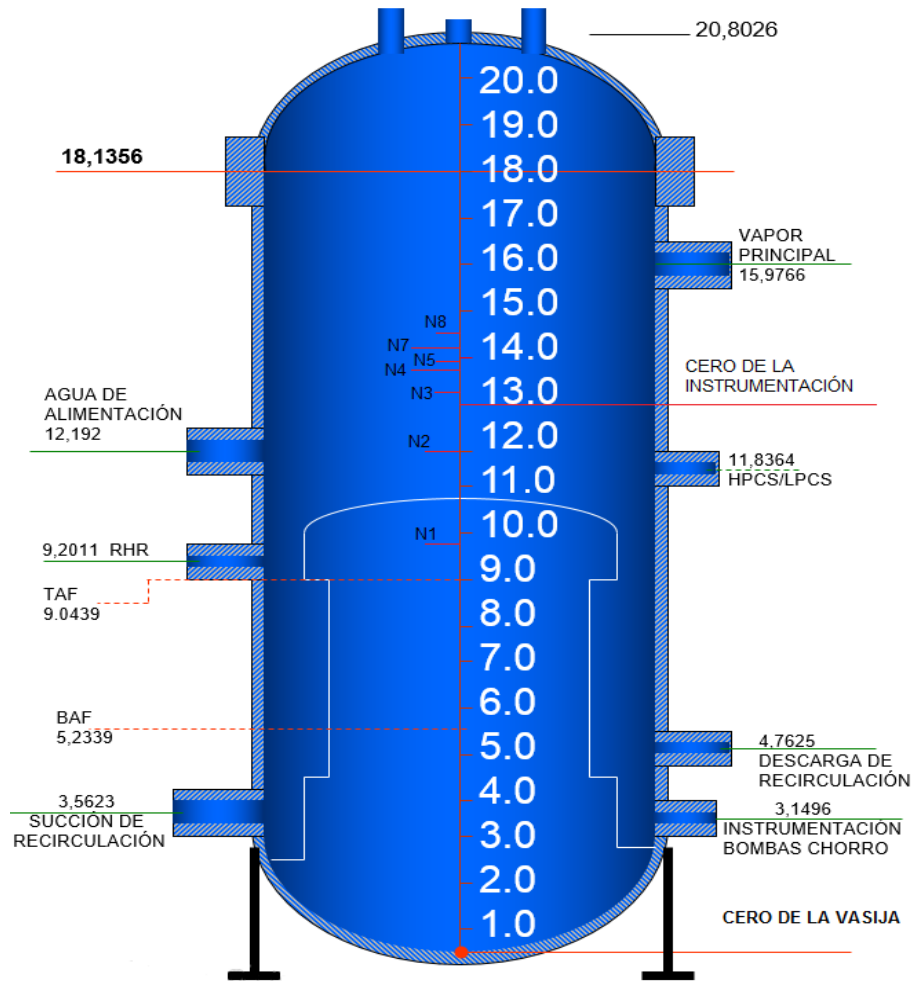 20,8026
20.0
19.0
18,1356
18.0
17.0
VAPOR
PRINCIPAL
15,9766
16.0
15.0
N8
N7
14.0
N5
N4
CERO DE LA
INSTRUMENTACIÓN
N3
13.0
AGUA DE
ALIMENTACIÓN
12,192
N2
12.0
11,8364
HPCS/LPCS
11.0
N1
10.0
9,2011 RHR
9.0
TAF
9.0439
8.0
7.0
6.0
BAF
5,2339
5.0
4,7625
DESCARGA DE
RECIRCULACIÓN
4.0
3,5623
SUCCIÓN DE
RECIRCULACIÓN
3,1496
INSTRUMENTACIÓN
BOMBAS CHORRO
3.0
2.0
1.0
CERO DE LA VASIJA